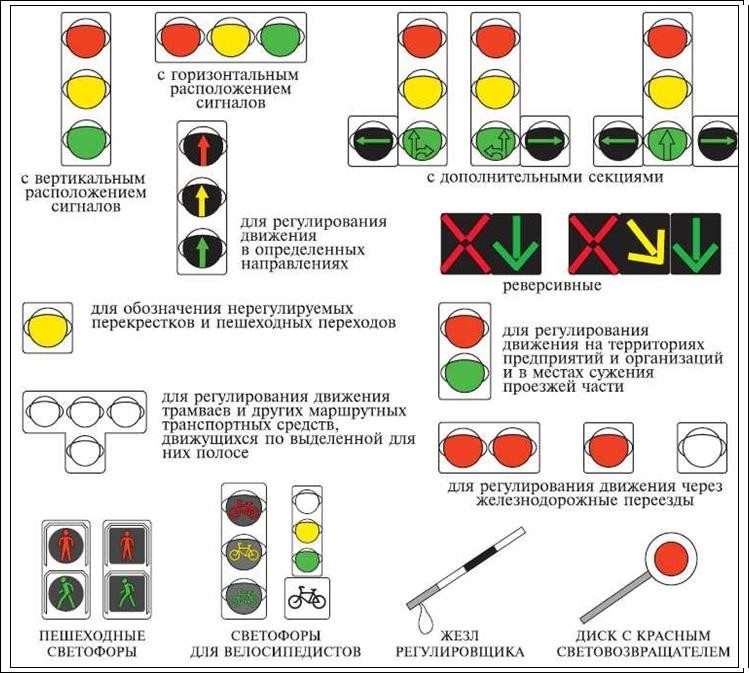 с горизонтальным
расположением
сигналов
с вертикальным
расположением
сигналов
с дополнительными секциями
для регулирования
движения
в определенных
направлениях
реверсивные
для обозначения нерегулируемых
перекрестков и пешеходных переходов
для регулирования
движения на территориях
предприятий и организаций
и в местах сужения
проезжей части
для регулирования движения
трамваев и других маршрутных
транспортных средств,
движущихся по выделенной для
них полосе
для регулирования движения через
железнодорожные переезды
ПЕШЕХОДНЫЕ
СВЕТОФОРЫ
СВЕТОФОРЫ
ДЛЯ ВЕЛОСИПЕДИСТОВ
ЖЕЗЛ
РЕГУЛИРОВЩИКА
ДИСК С КРАСНЫМ
СВЕТОВОЗВРАЩАТЕЛЕМ